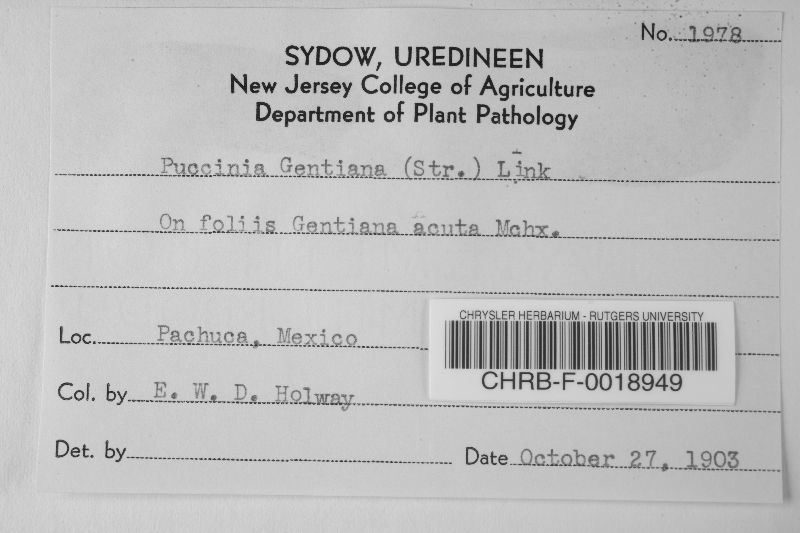 No. 1978
SYDOW, UREDINEEN
New Jersey College of Agriculture
Department of Plant Pathology
Puccinia Gentiana (Str.) Link
On foliis Gentiana acuta Mchx.
Loc. Pachuca, Mexico
CHRYSLER HERBARIUM - RUTGERS UNIVERSITY
CHRB-F-0018949
Col. by E. W. D. Holway
Det. by
Date October 27, 1903